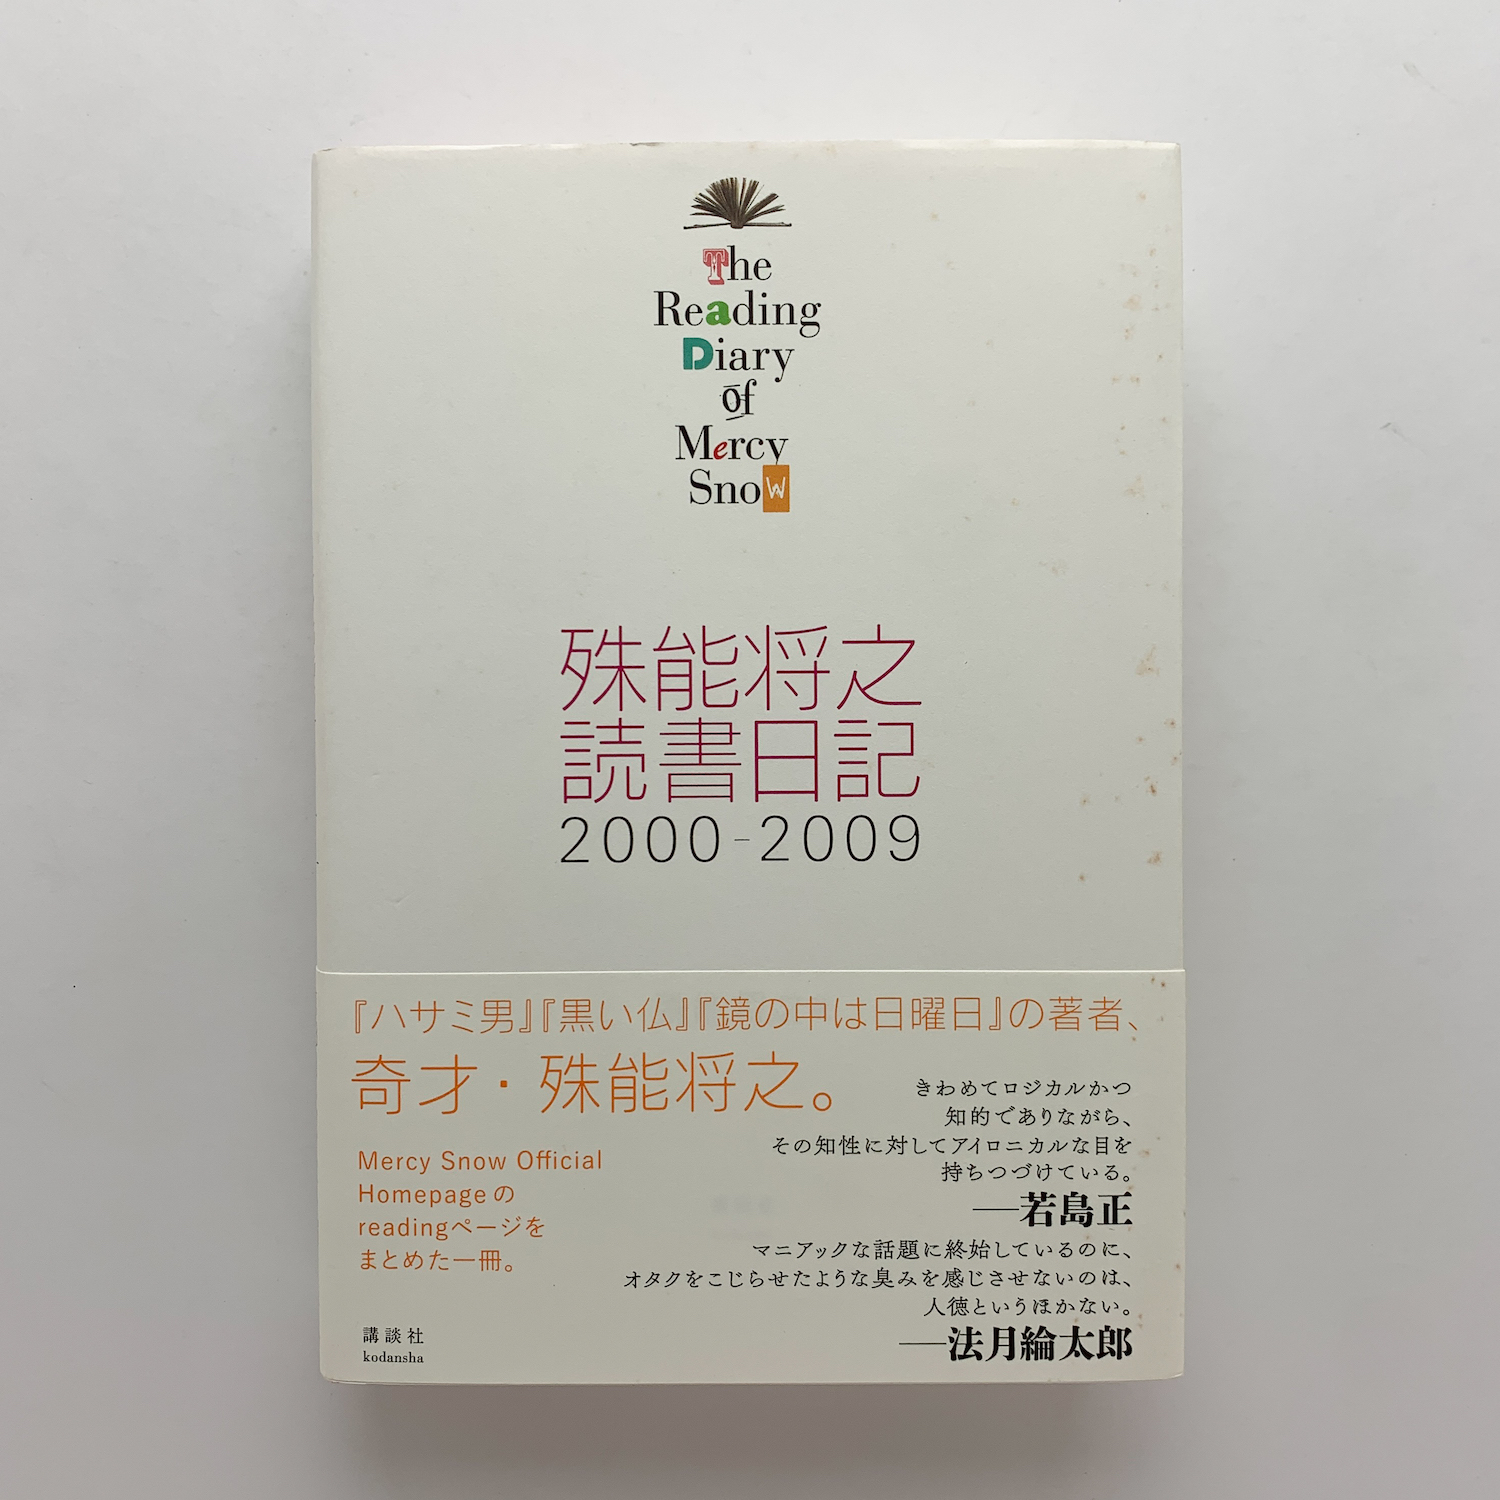 The
Reading
Diary
of
Mercy
Snow
殊能将之
読書日記
2000-2009
『ハサミ男』『黒い仏』『鏡の中は日曜日』の著者、
奇才・殊能将之。
Mercy Snow Official
Homepageの
readingページを
まとめた一冊。
きわめてロジカルかつ
知的でありながら、
その知性に対してアイロニカルな目を
持ちつづけている。
——若島正
マニアックな話題に終始しているのに、
オタクをこじらせたような臭みを感じさせないのは、
人徳というほかない。
——法月綸太郎
講談社
kodansha